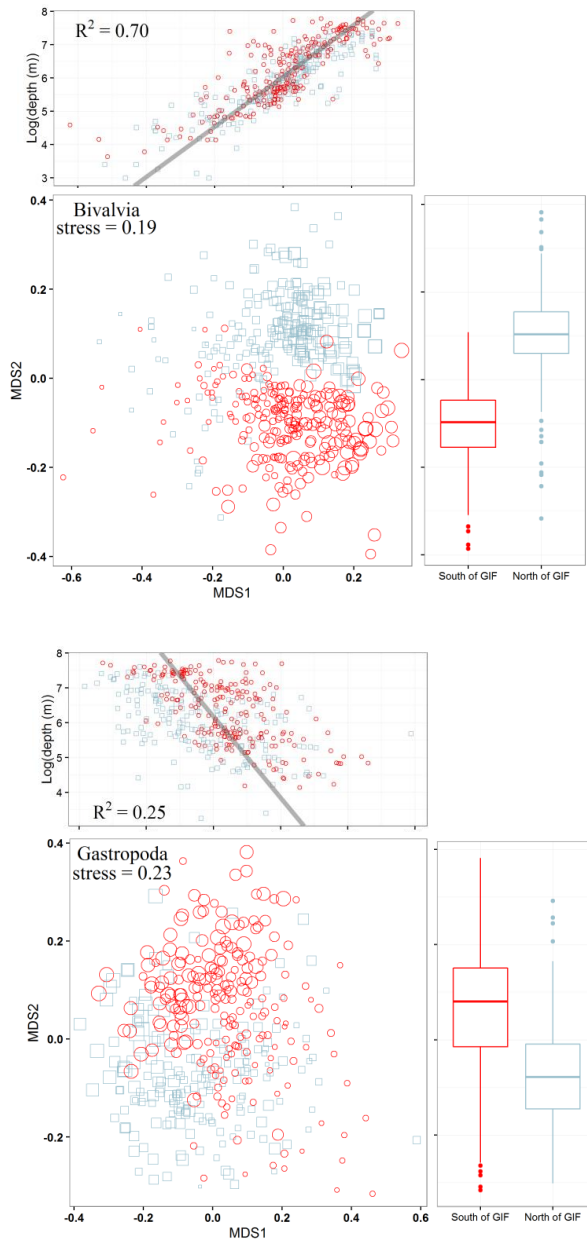 R² = 0.70
Log(depth (m))
8
7
6
5
4
3
Bivalvia
stress = 0.19
MDS2
0.4
0.2
0.0
-0.2
-0.4
-0.6 -0.4 -0.2 0.0 0.2
MDS1
South of GIF North of GIF
Log(depth (m))
8
7
6
5
4
R² = 0.25
Gastropoda
stress = 0.23
MDS2
0.4
0.2
0.0
-0.2
-0.4 -0.2 0.0 0.2 0.4 0.6
MDS1
South of GIF North of GIF